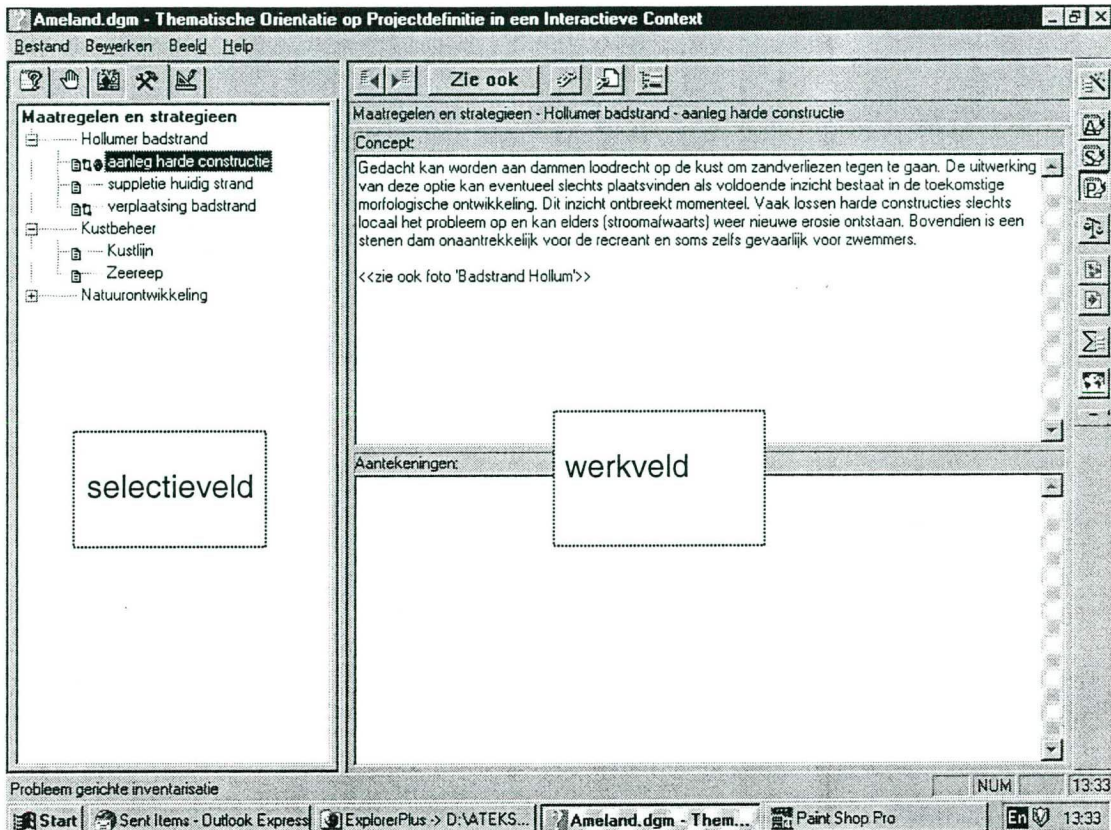 Ameland.dgm - Thematische Orientatie op Projectdefinitie in een Interactieve Context
Bestand Bewerken Beeld Help
Zie ook
Maatregelen en strategieen
Hollumer badstrand
aanleg harde constructie
suppletie huidig strand
verplaatsing badstrand
Kustbeheer
Kustlijn
Zeereep
Natuurontwikkeling
selectieveld
Maatregelen en strategieen - Hollumer badstrand - aanleg harde constructie
Concept:
Gedacht kan worden aan dammen loodrecht op de kust om zandverliezen tegen te gaan. De uitwerking
van deze optie kan eventueel slechts plaatsvinden als voldoende inzicht bestaat in de toekomstige
morfologische ontwikkeling. Dit inzicht ontbreekt momenteel. Vaak lossen harde constructies slechts
locaal het probleem op en kan elders (stroomafwaarts) weer nieuwe erosie ontstaan. Bovendien is een
stenen dam onaantrekkelijk voor de recreant en soms zelfs gevaarlijk voor zwemmers.
<<zie ook foto 'Badstrand Hollum'>>
werkveld
Aantekeningen:
A
S
P
Probleem gerichte inventarisatie
NUM
13:33
Start
Sent Items - Outlook Express
ExplorerPlus -> D:\ATEKS...
Ameland.dgm - Them...
Paint Shop Pro
En
13:33